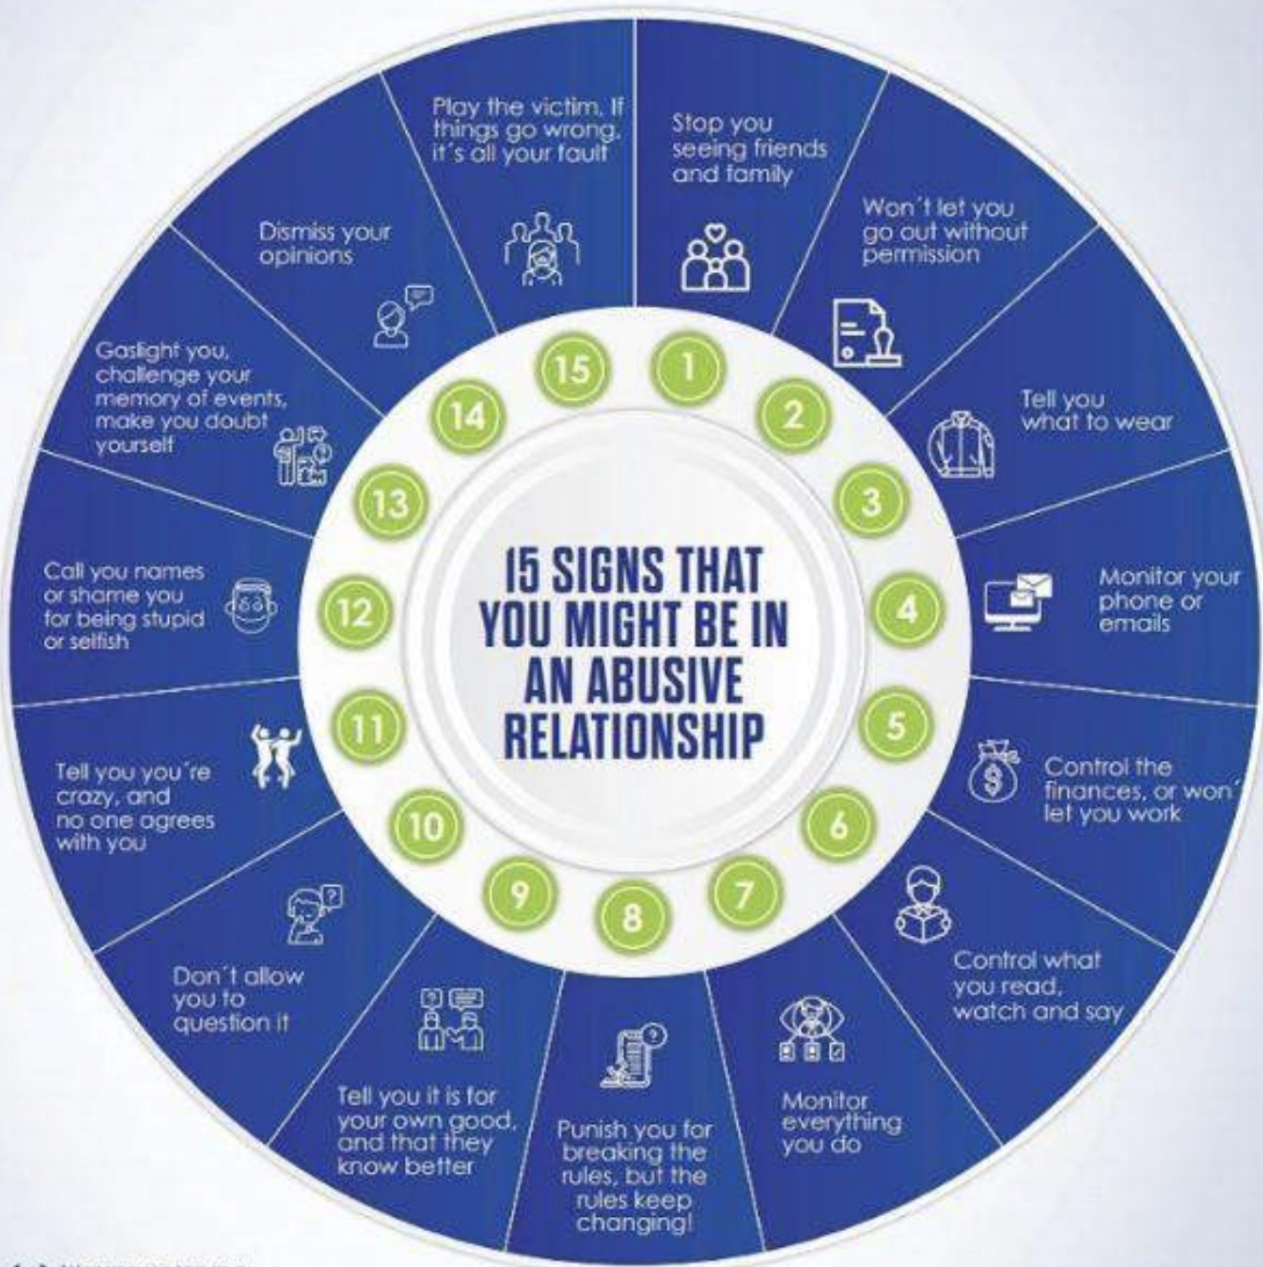 15 SIGNS THAT
YOU MIGHT BE IN
AN ABUSIVE
RELATIONSHIP
1
Stop you
seeing friends
and family
2
Won´t let you
go out without
permission
3
Tell you
what to wear
4
Monitor your
phone or
emails
5
Control the
finances, or won´
let you work
6
Control what
you read,
watch and say
7
Monitor
everything
you do
8
Punish you for
breaking the
rules, but the
rules keep
changing!
9
Tell you it is for
your own good,
and that they
know better
10
Don´t allow
you to
question it
11
Tell you you´re
crazy, and
no one agrees
with you
12
Call you names
or shame you
for being stupid
or selfish
13
Gaslight you,
challenge your
memory of events,
make you doubt
yourself
14
Dismiss your
opinions
15
Play the victim. If
things go wrong,
it´s all your fault